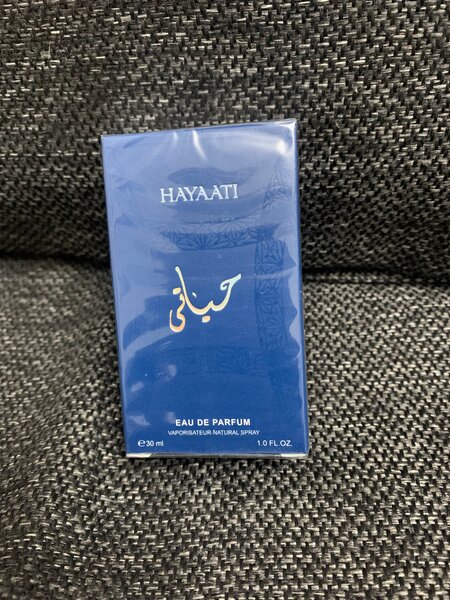 HAYAATI
حياتي
EAU DE PARFUM
VAPORISATEUR NATURAL SPRAY
℮30 ml 1.0 FL OZ